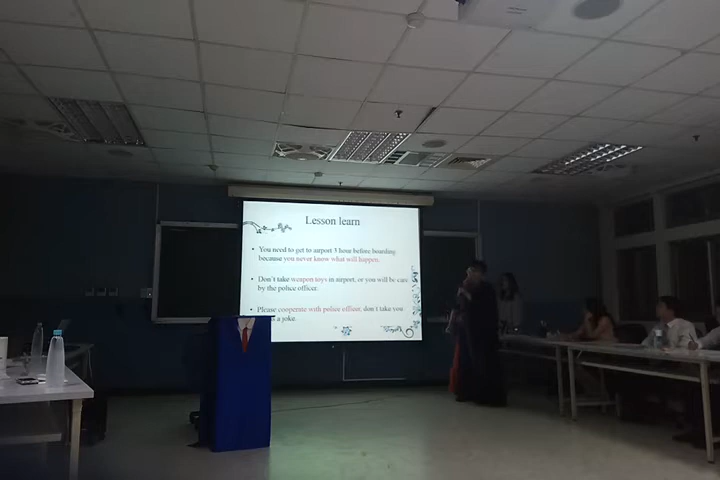 Lesson learn
• You need to get to airport 3 hour before boarding
because you never know what will happen.
• Don't take weapon toys in airport, or you will be
by the police officer.
• Please cooperate with police officer, don t take you
a joke.